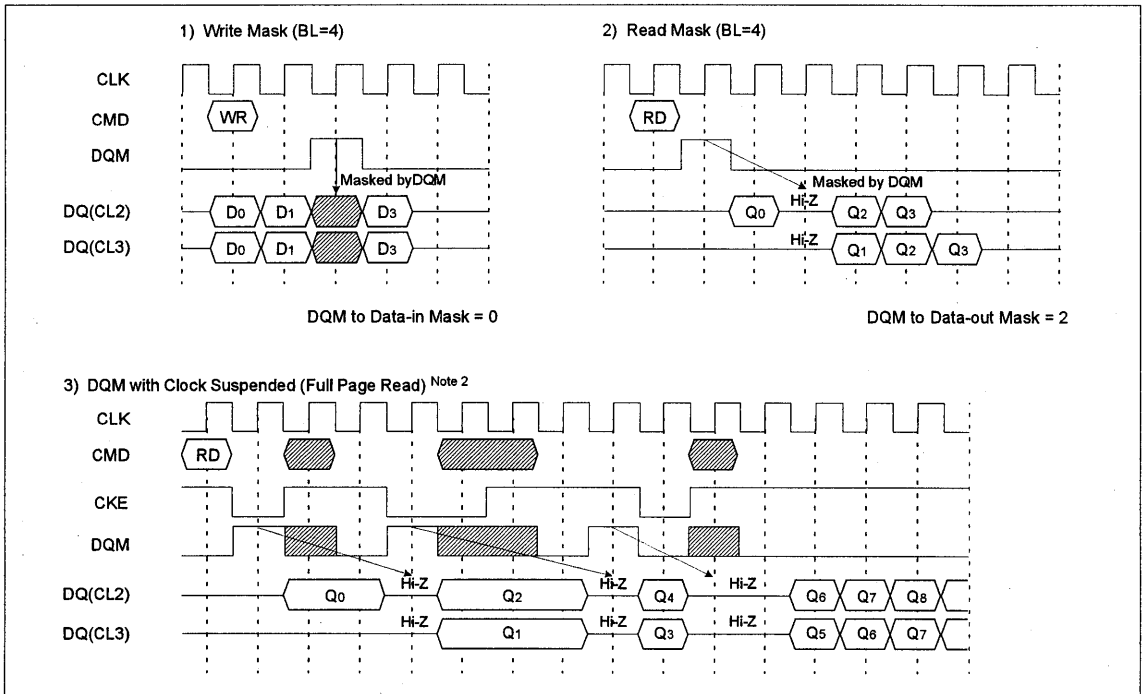 1) Write Mask (BL=4)
2) Read Mask (BL=4)
CLK
CMD
WR
RD
DQM
Masked by DQM
Masked by DQM
DQ(CL2)
D0 D1 D3
Q0 Hi-Z Q2 Q3
DQ(CL3)
D0 D1 D3
Hi-Z Q1 Q2 Q3
DQM to Data-in Mask = 0
DQM to Data-out Mask = 2
3) DQM with Clock Suspended (Full Page Read) Note 2
CLK
CMD
RD
CKE
DQM
DQ(CL2)
Q0 Hi-Z Q2 Hi-Z Q4 Hi-Z Q6 Q7 Q8
DQ(CL3)
Hi-Z Q1 Hi-Z Q3 Hi-Z Q5 Q6 Q7